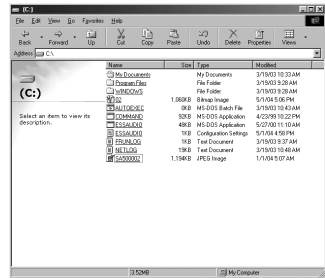 (C:)
File Edit View Go Favorites Help
Back Forward Up Cut Copy Paste Undo Delete Properties Views
Address C:\
Name Size Type Modified
(C:)
Select an item to view its
description.
My Documents My Documents 3/19/03 10:33 AM
Program Files File Folder 3/19/03 9:28 AM
WINDOWS File Folder 3/19/03 9:28 AM
02 1,060KB Bitmap Image 5/1/04 5:06 PM
AUTOEXEC 0KB MS-DOS Batch File 3/19/03 10:43 AM
COMMAND 92KB MS-DOS Application 4/23/99 10:22 PM
ESSAUDIO 48KB MS-DOS Application 5/27/00 11:10 AM
ESSAUDIO 1KB Configuration Settings 5/1/04 4:58 PM
FRUNLOG 1KB Text Document 3/19/03 9:37 AM
NETLOG 19KB Text Document 3/19/03 10:48 AM
SA500002 1,194KB JPEG Image 1/1/04 5:07 AM
3.52MB My Computer